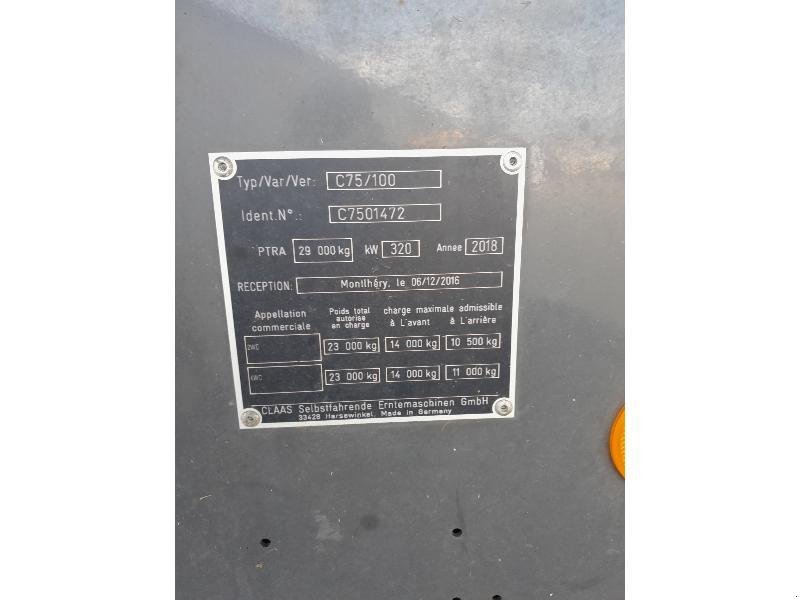 Typ/Var/Ver: C75/100
Ident.N°.: C7501472
PTRA 29 000 kg kW 320 Annee 2018
RECEPTION: Montlhéry, le 06/12/2016
Appellation commerciale Poids total autorise en charge charge maximale admissible à L'avant à L'arrière
2WD 23 000 kg 14 000 kg 10 500 kg
4WD 23 000 kg 14 000 kg 11 000 kg
CLAAS Selbstfahrende Erntemaschinen GmbH
33428 Harsewinkel, Made in Germany